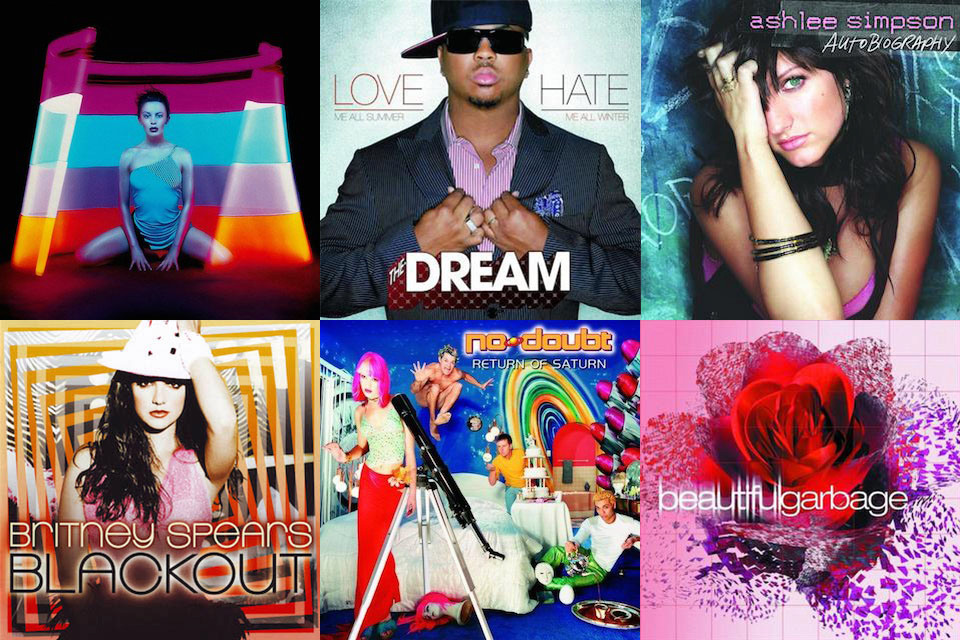 LOVE HATE
ME ALL SUMMER ME ALL WINTER
THE DREAM
ashlee simpson
AUTOBIOGRAPHY
BRITNEY SPEARS
BLACKOUT
no doubt
RETURN OF SATURN
beautifulgarbage